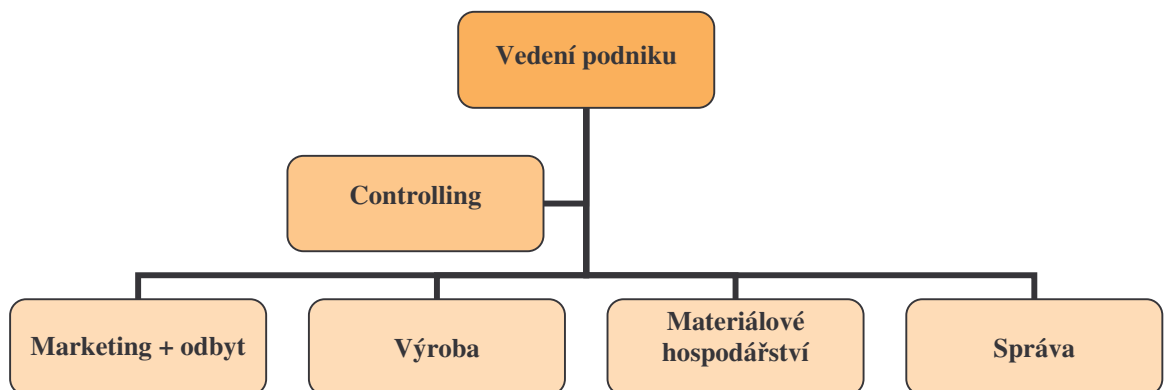 Vedení podniku
Controlling
Marketing + odbyt
Výroba
Materiálové
hospodářství
Správa